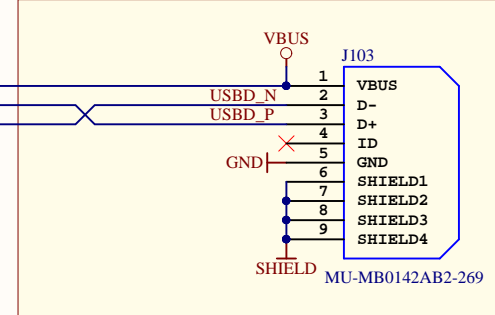 VBUS
J103
1 VBUS
USBD_N 2 D-
USBD_P 3 D+
4 ID
GND 5 GND
6 SHIELD1
7 SHIELD2
8 SHIELD3
9 SHIELD4
SHIELD
MU-MB0142AB2-269